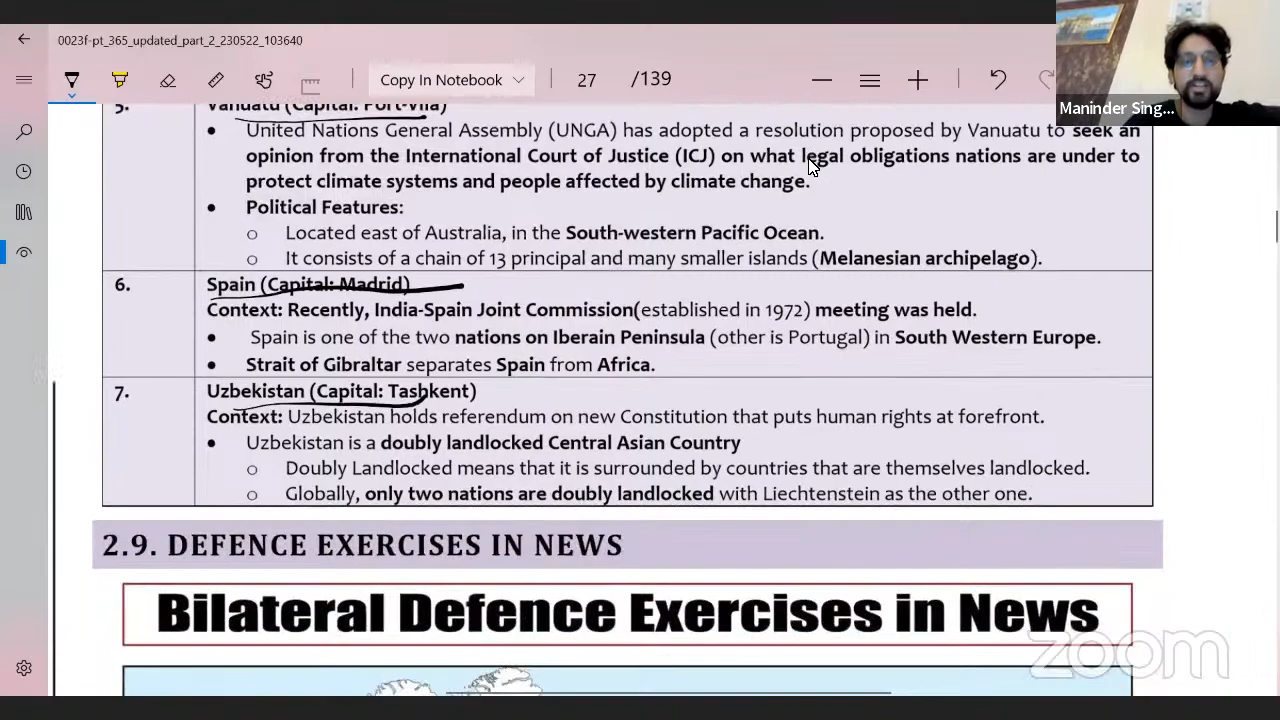 0023f-pt_365_updated_part_2_230522_103640
Copy In Notebook
27 /139
Maninder Sing...
5. Vanuatu (Capital: Port-Vila)
• United Nations General Assembly (UNGA) has adopted a resolution proposed by Vanuatu to seek an
opinion from the International Court of Justice (ICJ) on what legal obligations nations are under to
protect climate systems and people affected by climate change.
• Political Features:
o Located east of Australia, in the South-western Pacific Ocean.
o It consists of a chain of 13 principal and many smaller islands (Melanesian archipelago).
6. Spain (Capital: Madrid)
Context: Recently, India-Spain Joint Commission(established in 1972) meeting was held.
• Spain is one of the two nations on Iberain Peninsula (other is Portugal) in South Western Europe.
• Strait of Gibraltar separates Spain from Africa.
7. Uzbekistan (Capital: Tashkent)
Context: Uzbekistan holds referendum on new Constitution that puts human rights at forefront.
• Uzbekistan is a doubly landlocked Central Asian Country
o Doubly Landlocked means that it is surrounded by countries that are themselves landlocked.
o Globally, only two nations are doubly landlocked with Liechtenstein as the other one.
2.9. DEFENCE EXERCISES IN NEWS
Bilateral Defence Exercises in News
zoom